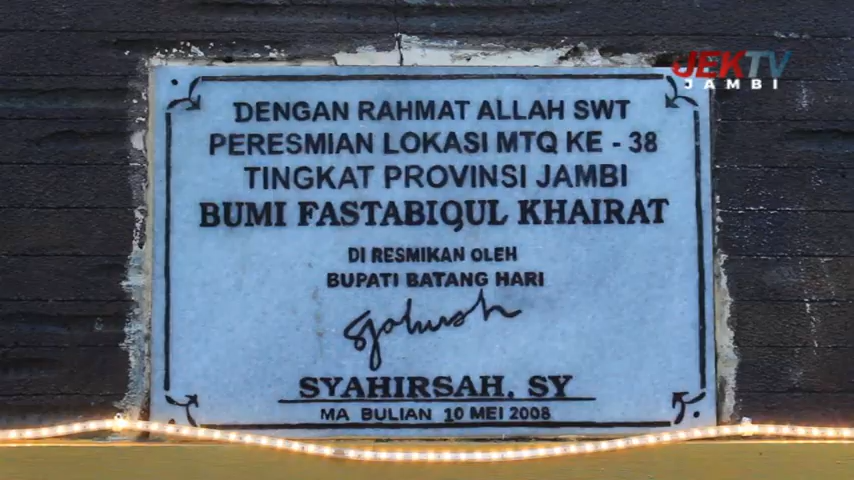 JEKTV
JAMBI
DENGAN RAHMAT ALLAH SWT
PERESMIAN LOKASI MTQ KE - 38
TINGKAT PROVINSI JAMBI
BUMI FASTABIQUL KHAIRAT
DI RESMIKAN OLEH
BUPATI BATANG HARI
Syahirsah
SYAHIRSAH, SY
MA BULIAN 10 MEI 2008